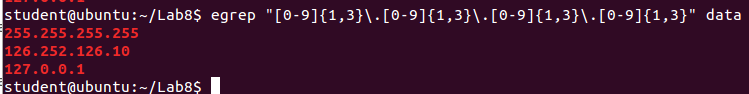 student@ubuntu:~/Lab8$ egrep "[0-9]{1,3}\.[0-9]{1,3}\.[0-9]{1,3}\.[0-9]{1,3}" data
255.255.255.255
126.252.126.10
127.0.0.1
student@ubuntu:~/Lab8$